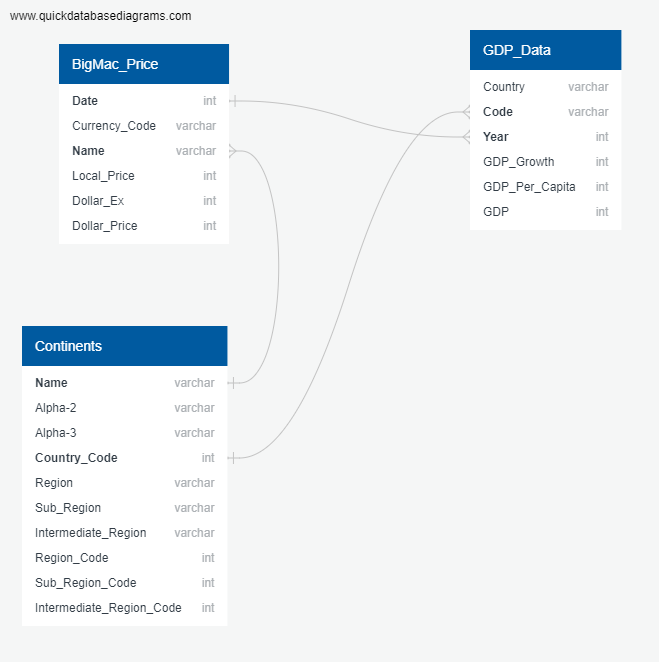 www.quickdatabasediagrams.com
BigMac_Price
Date int
Currency_Code varchar
Name varchar
Local_Price int
Dollar_Ex int
Dollar_Price int
GDP_Data
Country varchar
Code varchar
Year int
GDP_Growth int
GDP_Per_Capita int
GDP int
Continents
Name varchar
Alpha-2 varchar
Alpha-3 varchar
Country_Code int
Region varchar
Sub_Region varchar
Intermediate_Region varchar
Region_Code int
Sub_Region_Code int
Intermediate_Region_Code int